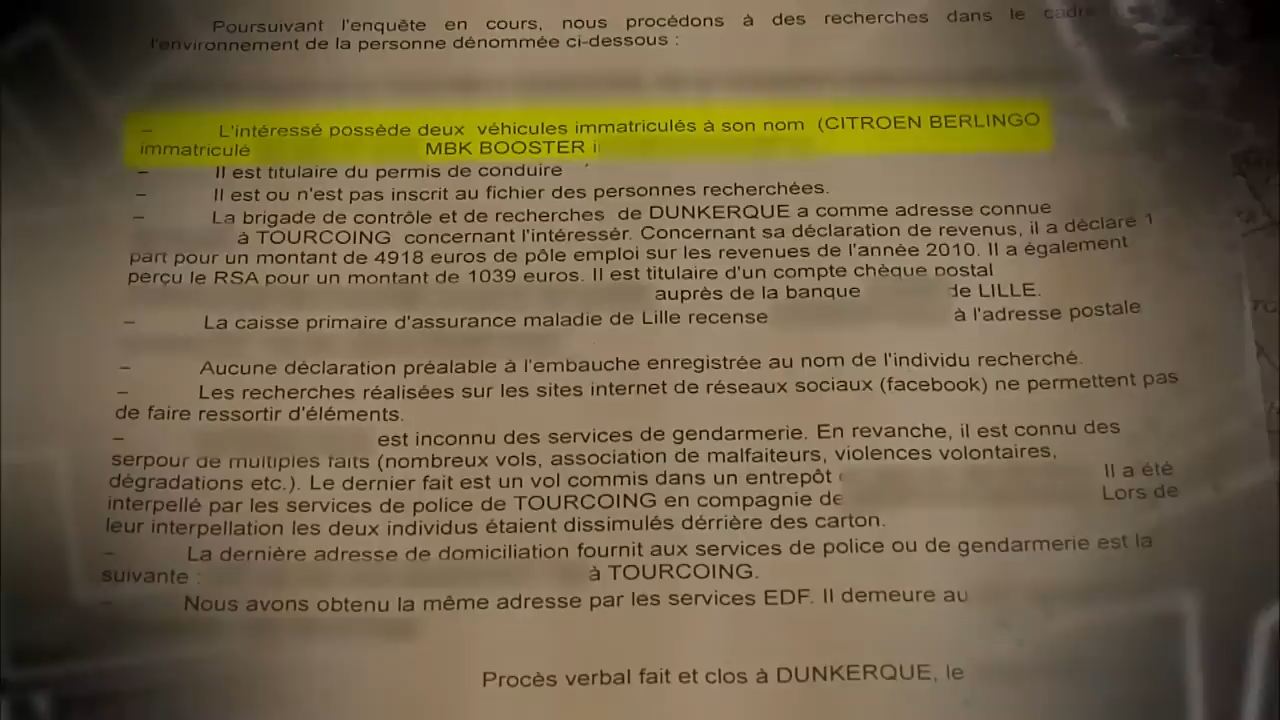 Poursuivant l'enquête en cours, nous procédons à des recherches dans le cadre
l'environnement de la personne dénommée ci-dessous :
– L'intéressé possède deux véhicules immatriculés à son nom (CITROEN BERLINGO
immatriculé MBK BOOSTER i
– Il est titulaire du permis de conduire
– Il est ou n'est pas inscrit au fichier des personnes recherchées.
– La brigade de contrôle et de recherches de DUNKERQUE a comme adresse connue
à TOURCOING concernant l'intéressér. Concernant sa déclaration de revenus, il a déclaré 1
part pour un montant de 4918 euros de pôle emploi sur les revenues de l'année 2010. Il a également
perçu le RSA pour un montant de 1039 euros. Il est titulaire d'un compte chèque postal
auprès de la banque de LILLE.
– La caisse primaire d'assurance maladie de Lille recense à l'adresse postale
– Aucune déclaration préalable à l'embauche enregistrée au nom de l'individu recherché.
– Les recherches réalisées sur les sites internet de réseaux sociaux (facebook) ne permettent pas
de faire ressortir d'éléments.
– est inconnu des services de gendarmerie. En revanche, il est connu des
serpour de multiples faits (nombreux vols, association de malfaiteurs, violences volontaires,
dégradations etc.). Le dernier fait est un vol commis dans un entrepôt Il a été
interpellé par les services de police de TOURCOING en compagnie de Lors de
leur interpellation les deux individus étaient dissimulés dérrière des carton.
– La dernière adresse de domiciliation fournit aux services de police ou de gendarmerie est la
suivante : à TOURCOING.
– Nous avons obtenu la même adresse par les services EDF. Il demeure au
Procès verbal fait et clos à DUNKERQUE, le